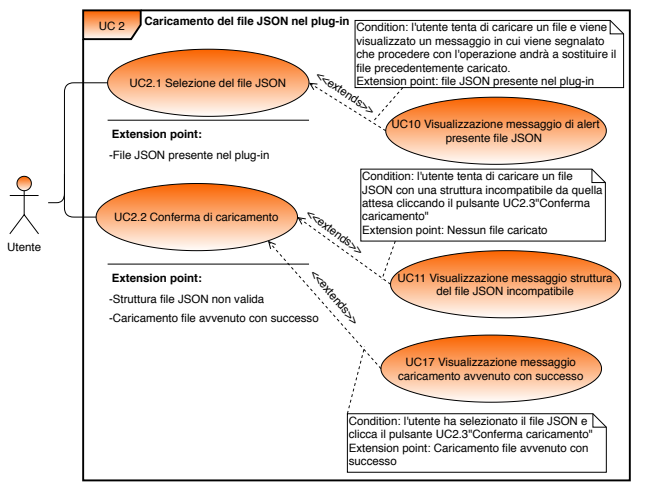 UC 2
Caricamento del file JSON nel plug-in
Condition: l'utente tenta di caricare un file e viene
visualizzato un messaggio in cui viene segnalato
che procedere con l'operazione andrà a sostituire il
file precedentemente caricato.
Extension point: file JSON presente nel plug-in
UC2.1 Selezione del file JSON
<<extends>>
Extension point:
-File JSON presente nel plug-in
UC10 Visualizzazione messaggio di alert
presente file JSON
Condition: l'utente tenta di caricare un file
JSON con una struttura incompatibile da quella
attesa cliccando il pulsante UC2.3"Conferma
caricamento"
Extension point: Nessun file caricato
Utente
UC2.2 Conferma di caricamento
<<extends>>
Extension point:
-Struttura file JSON non valida
-Caricamento file avvenuto con successo
UC11 Visualizzazione messaggio struttura
del file JSON incompatibile
<<extends>>
UC17 Visualizzazione messaggio
caricamento avvenuto con successo
Condition: l'utente ha selezionato il file JSON e
clicca il pulsante UC2.3"Conferma caricamento"
Extension point: Caricamento file avvenuto con
successo